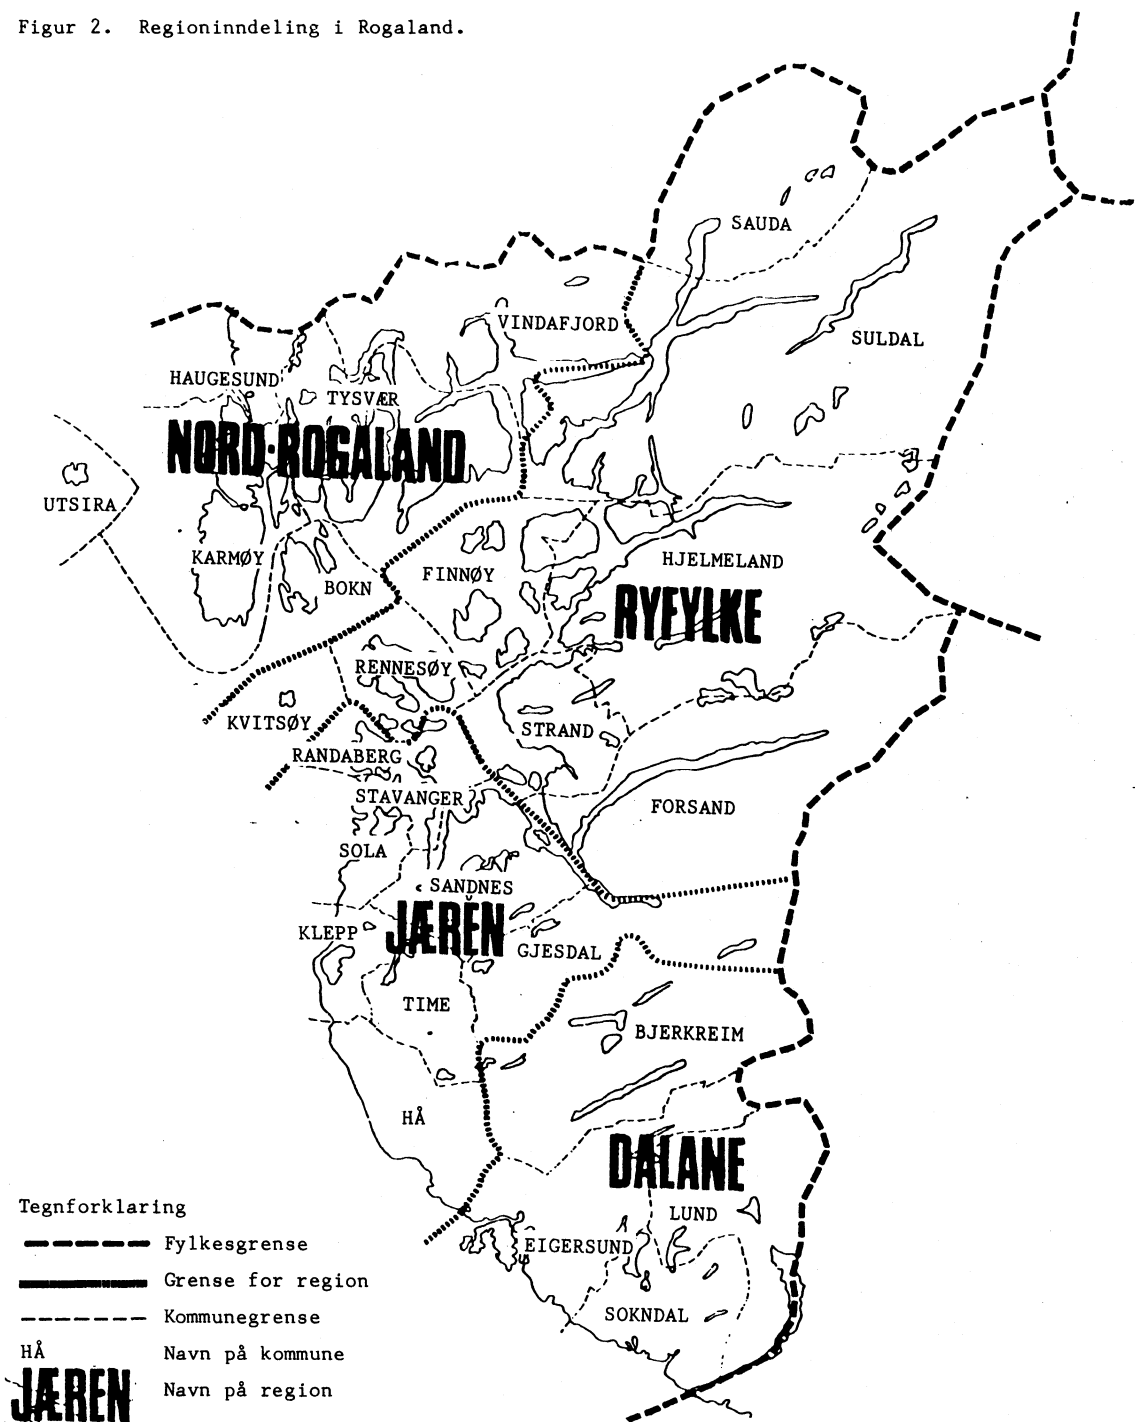 Figur 2. Regioninndeling i Rogaland.
SAUDA
VINDAFJORD
SULDAL
HAUGESUND
TYSVÆR
NORD-ROGALAND
UTSIRA
KARMØY
BOKN
FINNØY
HJELMELAND
RYFYLKE
RENNESØY
KVITSØY
STRAND
RANDABERG
STAVANGER
FORSAND
SOLA
SANDNES
JÆREN
KLEPP
GJESDAL
TIME
BJERKREIM
HÅ
DALANE
LUND
EIGERSUND
SOKNDAL
Tegnforklaring
Fylkesgrense
Grense for region
Kommunegrense
HÅ Navn på kommune
JÆREN Navn på region